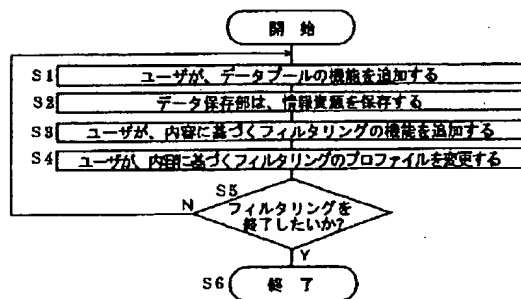 開 始
S1 ユーザが、データプールの機能を追加する
S2 データ保存部は、情報資源を保存する
S3 ユーザが、内容に基づくフィルタリングの機能を追加する
S4 ユーザが、内容に基づくフィルタリングのプロファイルを変更する
S5
N
フィルタリングを
終了したいか?
Y
S6 終 了